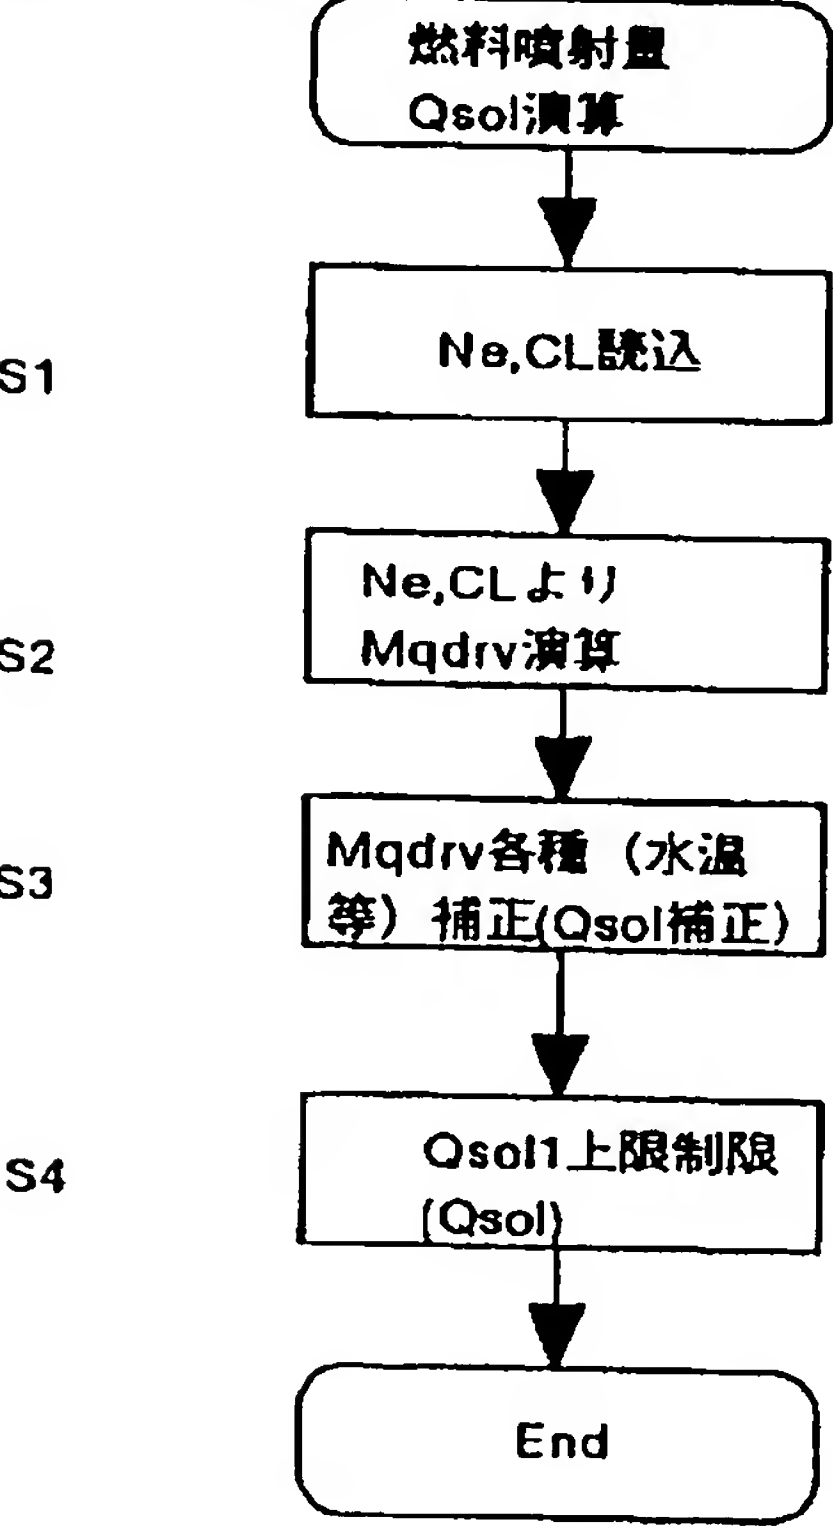 燃料噴射量
Qsol演算
Ne,CL読込
S1
Ne,CLより
Mqdrv演算
S2
Mqdrv各種（水温
等）補正(Qsol補正)
S3
Qsol1上限制限
(Qsol)
S4
End